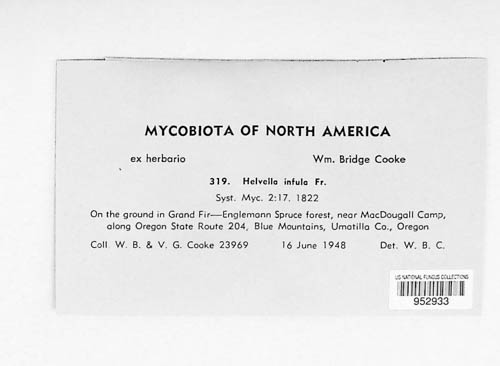 MYCOBIOTA OF NORTH AMERICA
ex herbario Wm. Bridge Cooke
319. Helvella infula Fr.
Syst. Myc. 2:17. 1822
On the ground in Grand Fir—Englemann Spruce forest, near MacDougall Camp,
along Oregon State Route 204, Blue Mountains, Umatilla Co., Oregon
Coll. W. B. & V. G. Cooke 23969 16 June 1948 Det. W. B. C.
US NATIONAL FUNGUS COLLECTIONS
952933